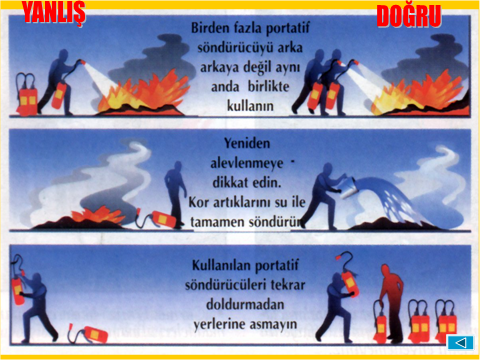 YANLIŞ
DOĞRU
Birden fazla portatif
söndürücüyü arka
arkaya değil aynı
anda birlikte
kullanın
Yeniden
alevlenmeye
dikkat edin.
Kor artıklarını su ile
tamamen söndürün
Kullanılan portatif
söndürücüleri tekrar
doldurmadan
yerlerine asmayın